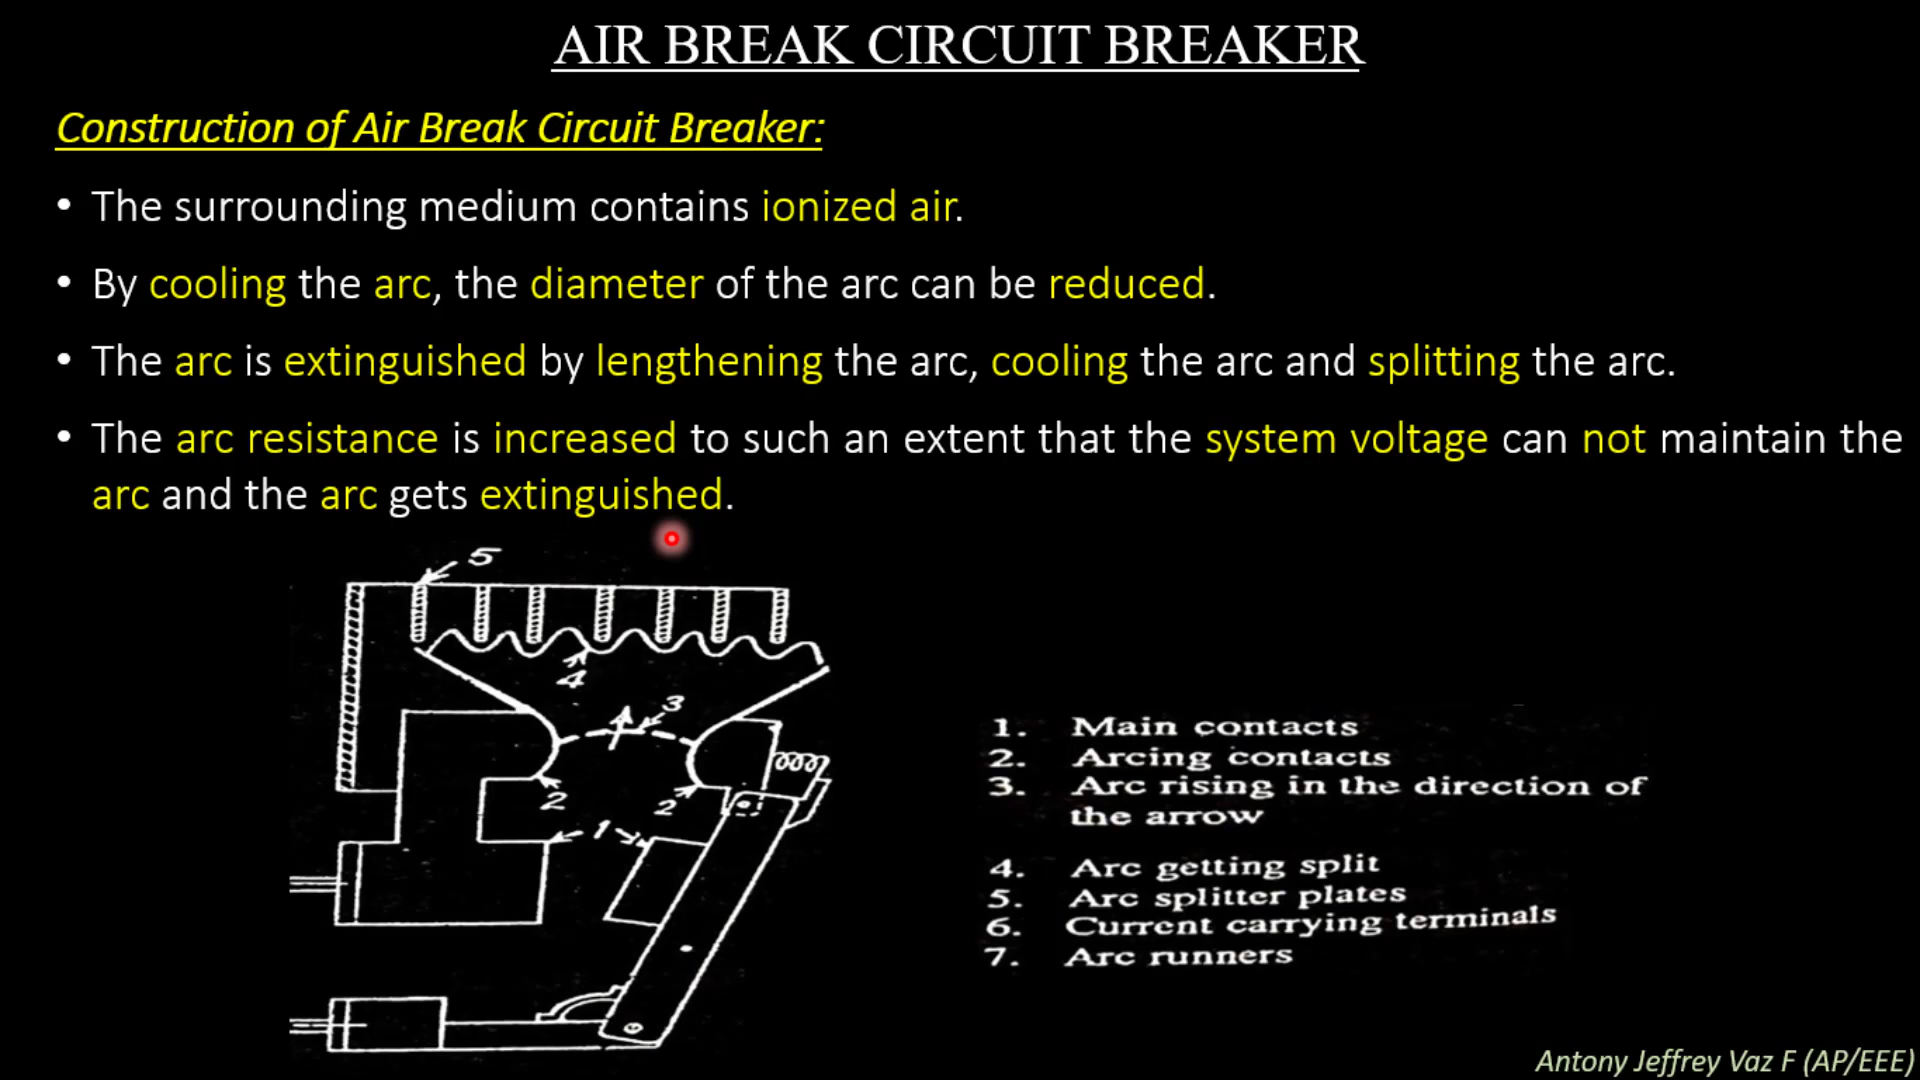 AIR BREAK CIRCUIT BREAKER
Construction of Air Break Circuit Breaker:
• The surrounding medium contains ionized air.
• By cooling the arc, the diameter of the arc can be reduced.
• The arc is extinguished by lengthening the arc, cooling the arc and splitting the arc.
• The arc resistance is increased to such an extent that the system voltage can not maintain the
arc and the arc gets extinguished.
5
4
3
2 2
1
1. Main contacts
2. Arcing contacts
3. Arc rising in the direction of
the arrow
4. Arc getting split
5. Arc splitter plates
6. Current carrying terminals
7. Arc runners
Antony Jeffrey Vaz F (AP/EEE)